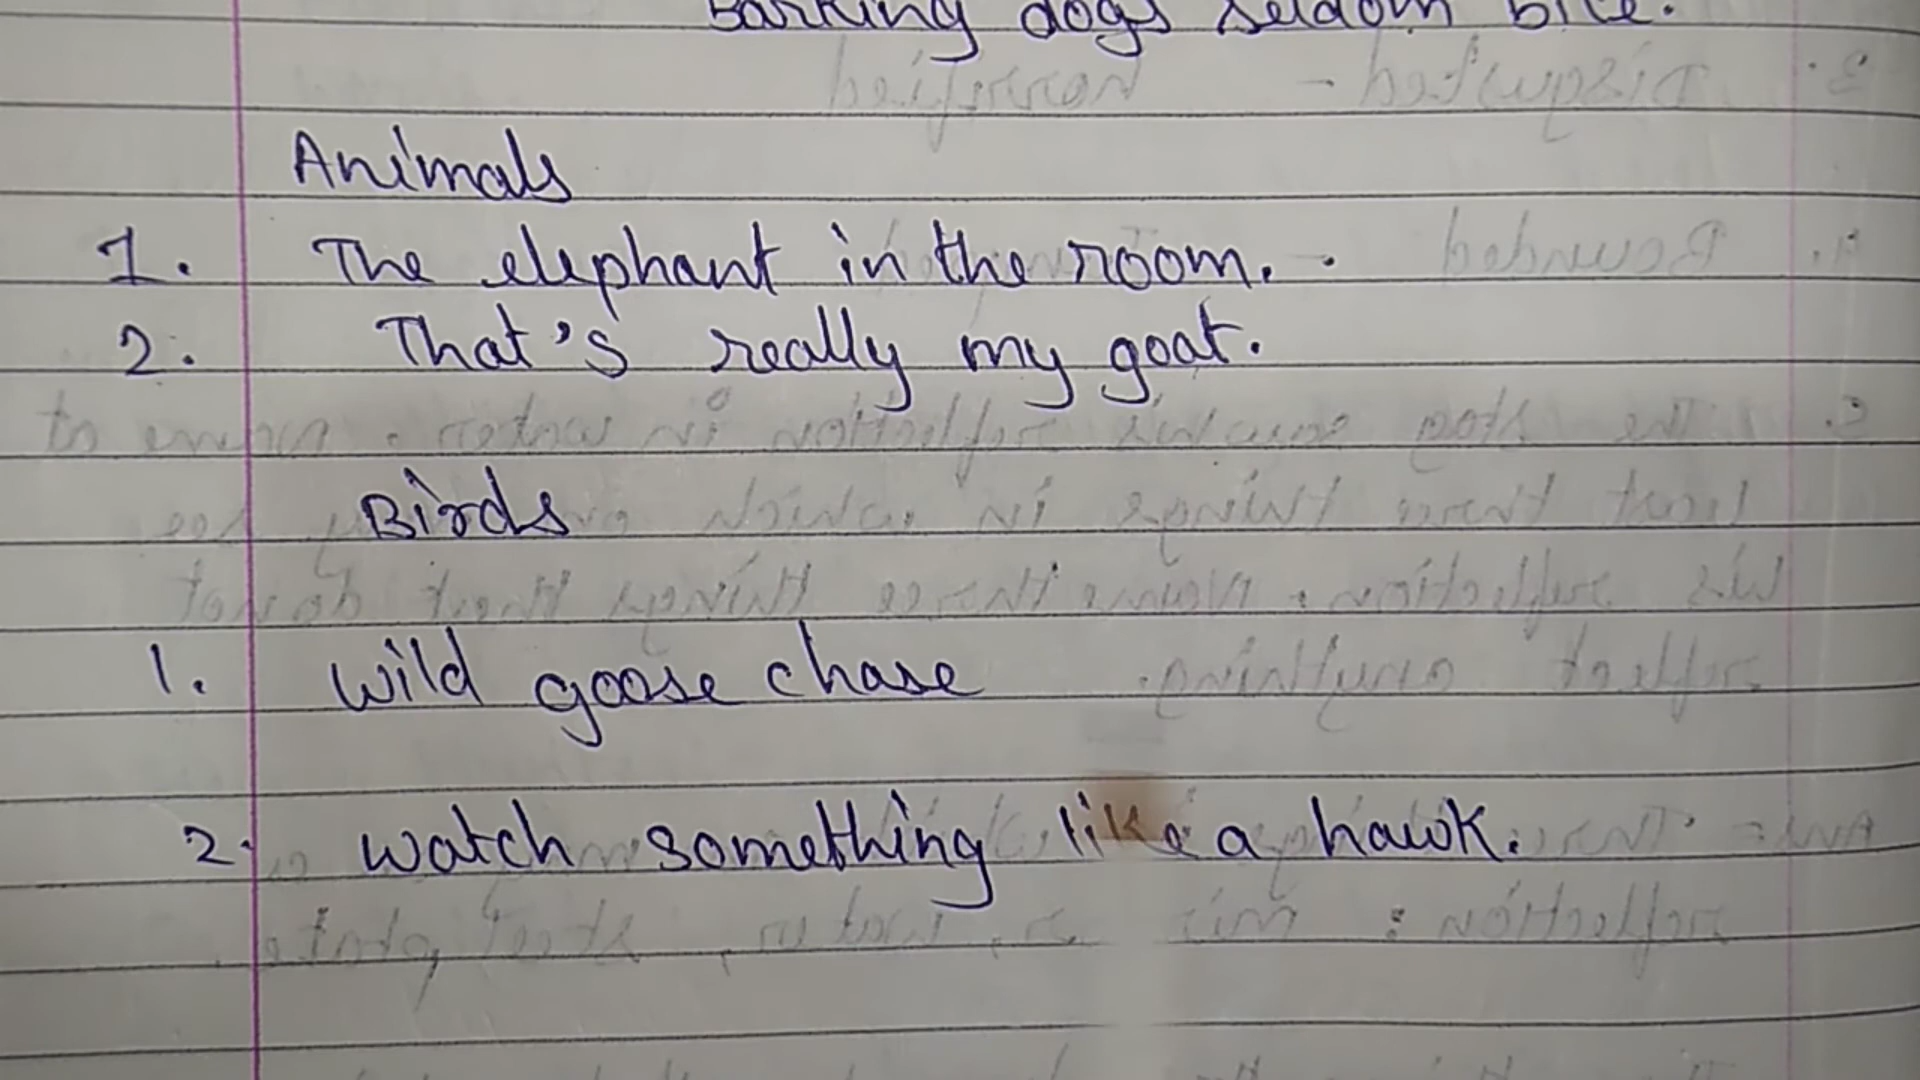 Barking dogs seldom bite.
Animals
1. The elephant in the room. .
2. That's really my goat.
Birds
1. Wild goose chase
2. Watch something like a hawk.